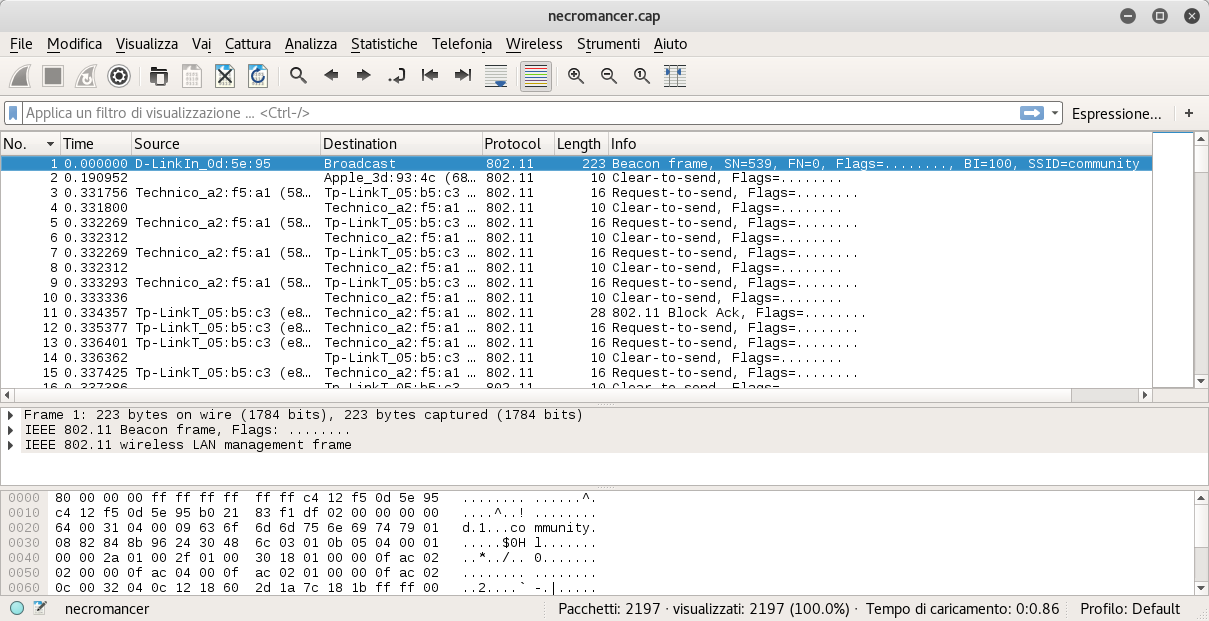 necromancer.cap
File Modifica Visualizza Vai Cattura Analizza Statistiche Telefonia Wireless Strumenti Aiuto
Applica un filtro di visualizzazione ... <Ctrl-/> Espressione... +
No. Time Source Destination Protocol Length Info
1 0.000000 D-LinkIn_0d:5e:95 Broadcast 802.11 223 Beacon frame, SN=539, FN=0, Flags=........, BI=100, SSID=community
2 0.190952 Apple_3d:93:4c (68… 802.11 10 Clear-to-send, Flags=........
3 0.331756 Technico_a2:f5:a1 (58… Tp-LinkT_05:b5:c3 … 802.11 16 Request-to-send, Flags=........
4 0.331800 Technico_a2:f5:a1 … 802.11 10 Clear-to-send, Flags=........
5 0.332269 Technico_a2:f5:a1 (58… Tp-LinkT_05:b5:c3 … 802.11 16 Request-to-send, Flags=........
6 0.332312 Technico_a2:f5:a1 … 802.11 10 Clear-to-send, Flags=........
7 0.332269 Technico_a2:f5:a1 (58… Tp-LinkT_05:b5:c3 … 802.11 16 Request-to-send, Flags=........
8 0.332312 Technico_a2:f5:a1 … 802.11 10 Clear-to-send, Flags=........
9 0.333293 Technico_a2:f5:a1 (58… Tp-LinkT_05:b5:c3 … 802.11 16 Request-to-send, Flags=........
10 0.333336 Technico_a2:f5:a1 … 802.11 10 Clear-to-send, Flags=........
11 0.334357 Tp-LinkT_05:b5:c3 (e8… Technico_a2:f5:a1 … 802.11 28 802.11 Block Ack, Flags=........
12 0.335377 Tp-LinkT_05:b5:c3 (e8… Technico_a2:f5:a1 … 802.11 16 Request-to-send, Flags=........
13 0.336401 Tp-LinkT_05:b5:c3 (e8… Technico_a2:f5:a1 … 802.11 16 Request-to-send, Flags=........
14 0.336362 Tp-LinkT_05:b5:c3 … 802.11 10 Clear-to-send, Flags=........
15 0.337425 Tp-LinkT_05:b5:c3 (e8… Technico_a2:f5:a1 … 802.11 16 Request-to-send, Flags=........
16 0.337386 Tp-LinkT_05:b5:c3 … 802.11 10 Clear-to-send, Flags=
Frame 1: 223 bytes on wire (1784 bits), 223 bytes captured (1784 bits)
IEEE 802.11 Beacon frame, Flags: ........
IEEE 802.11 wireless LAN management frame
0000 80 00 00 00 ff ff ff ff ff ff c4 12 f5 0d 5e 95 ........ ......^.
0010 c4 12 f5 0d 5e 95 b0 21 83 f1 df 02 00 00 00 00 ....^..! ........
0020 64 00 31 04 00 09 63 6f 6d 6d 75 6e 69 74 79 01 d.1...co mmunity.
0030 08 82 84 8b 96 24 30 48 6c 03 01 0b 05 04 00 01 .....$0H l.......
0040 00 00 2a 01 00 2f 01 00 30 18 01 00 00 0f ac 02 ..*../.. 0.......
0050 02 00 00 0f ac 04 00 0f ac 02 01 00 00 0f ac 02 ........ ........
0060 0c 00 32 04 0c 12 18 60 2d 1a 7c 18 1b ff ff 00 ..2....` -.|.....
necromancer Pacchetti: 2197 · visualizzati: 2197 (100.0%) · Tempo di caricamento: 0:0.86 Profilo: Default